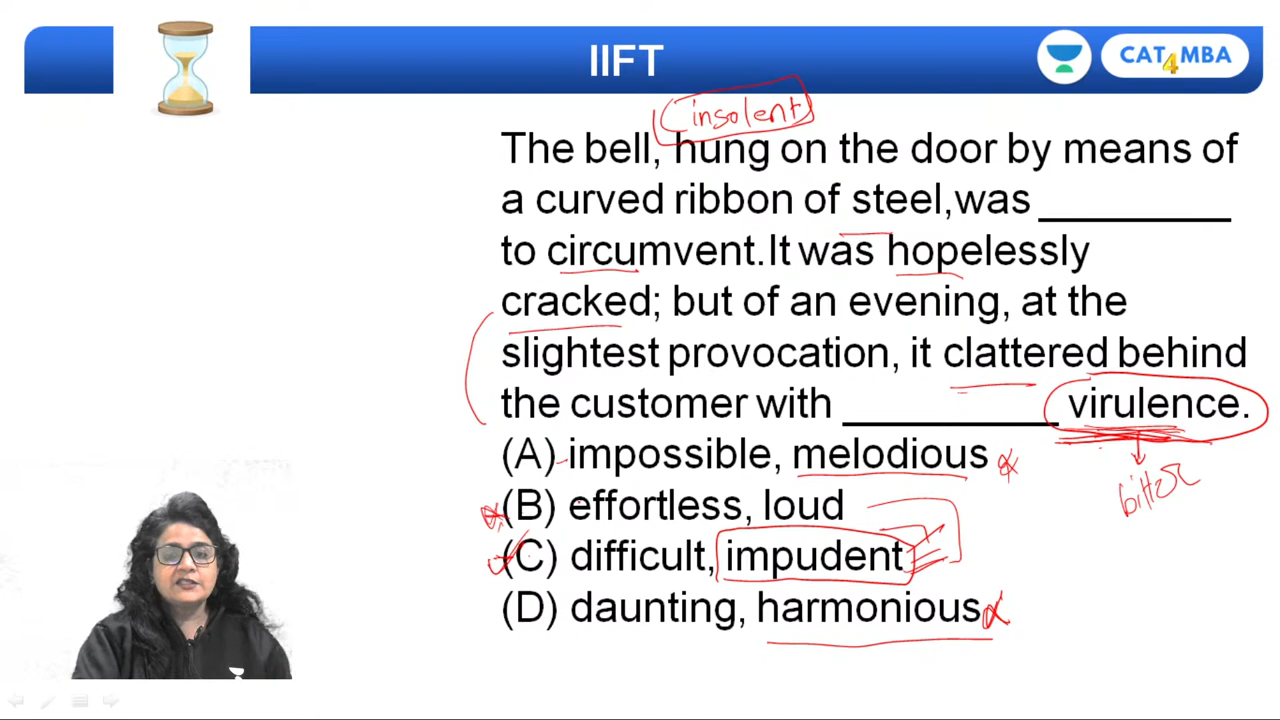 IIFT
CAT4MBA
insolent
The bell, hung on the door by means of
a curved ribbon of steel,was ___________
to circumvent.It was hopelessly
cracked; but of an evening, at the
slightest provocation, it clattered behind
the customer with ____________ virulence.
(A) impossible, melodious
bitter
(B) effortless, loud
(C) difficult, impudent
(D) daunting, harmonious